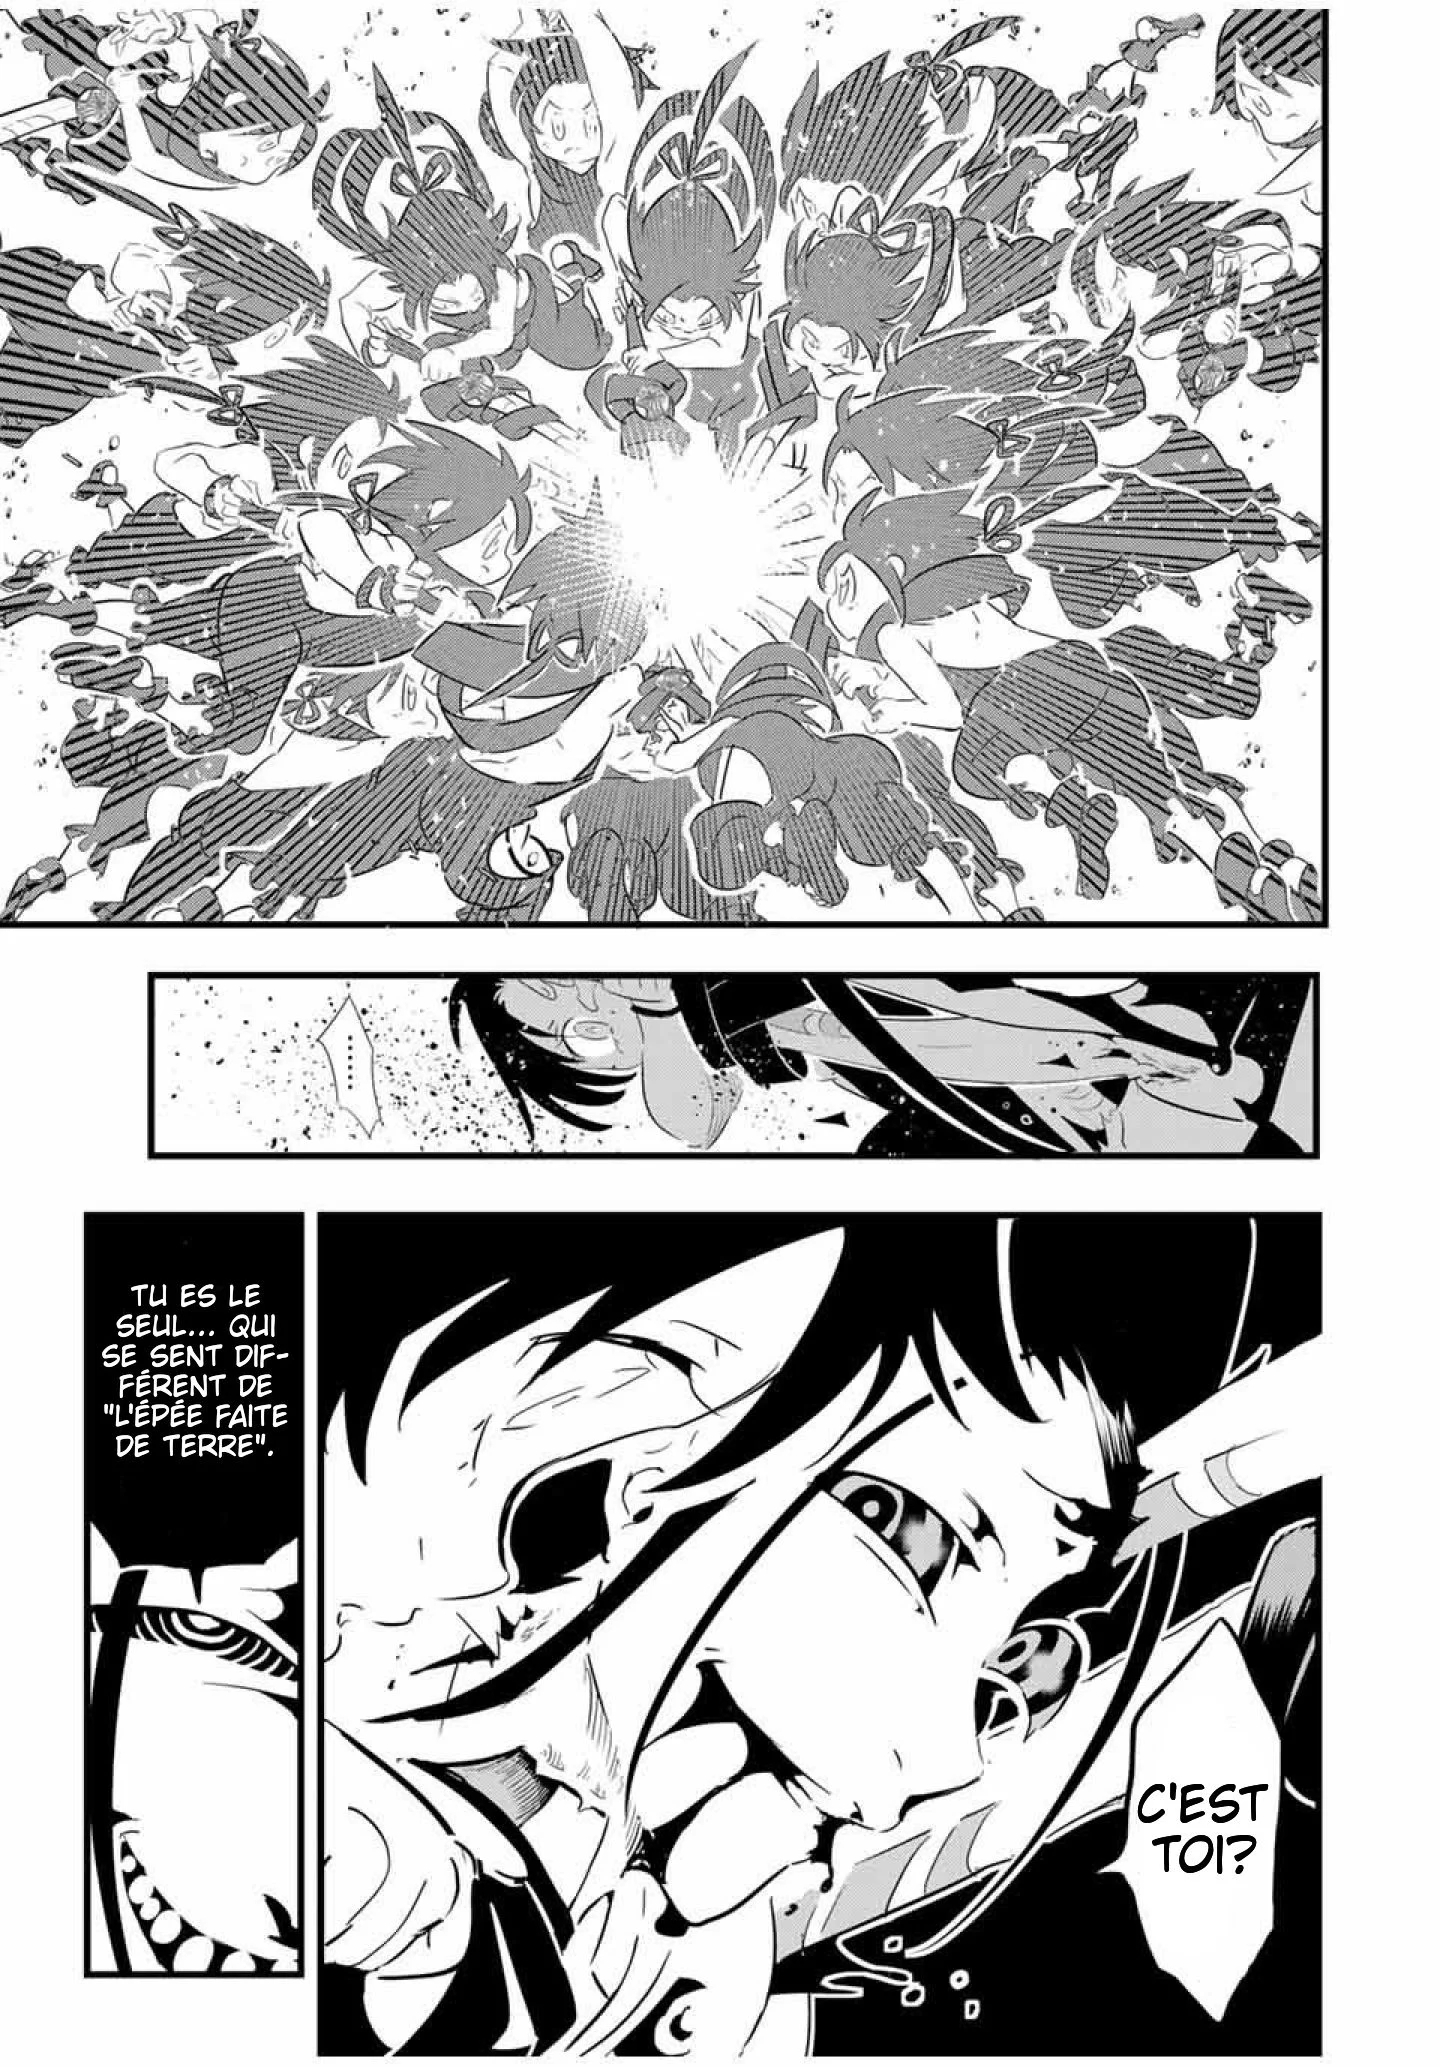 ......
C'EST
TOI?
TU ES LE
SEUL... QUI
SE SENT DIF-
FÉRENT DE
"L'ÉPÉE FAITE
DE TERRE".